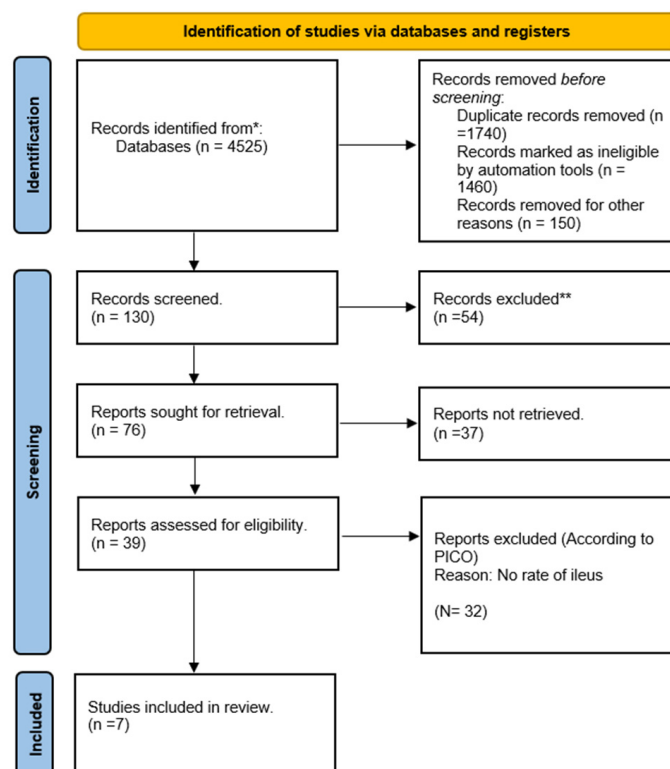 Identification of studies via databases and registers
Identification
Records identified from*:
Databases (n = 4525)
Records removed before
screening:
Duplicate records removed (n
=1740)
Records marked as ineligible
by automation tools (n =
1460)
Records removed for other
reasons (n = 150)
Screening
Records screened.
(n = 130)
Records excluded**
(n =54)
Reports sought for retrieval.
(n = 76)
Reports not retrieved.
(n =37)
Reports assessed for eligibility.
(n = 39)
Reports excluded (According to
PICO)
Reason: No rate of ileus
(N= 32)
Included
Studies included in review.
(n =7)